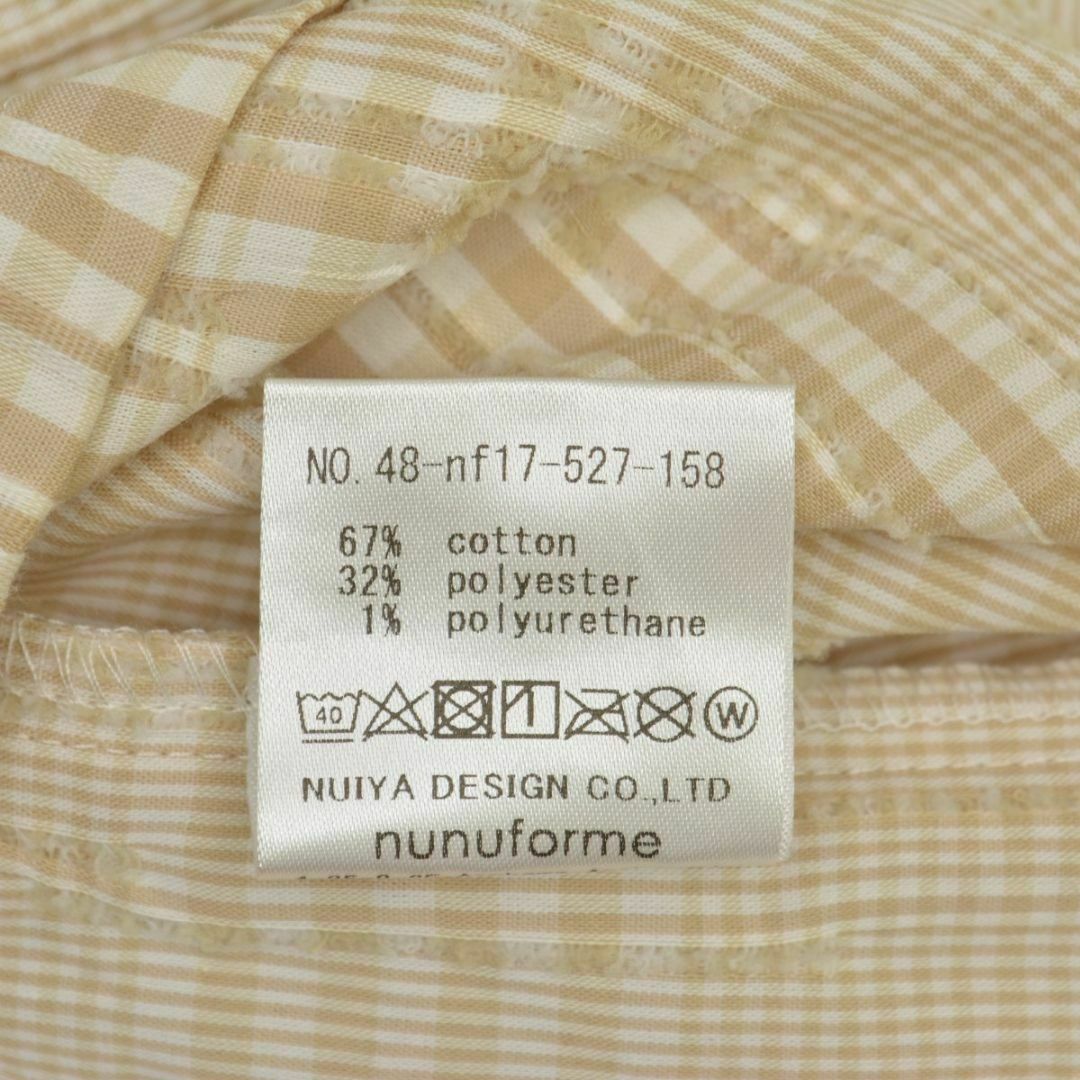 NO. 48-nf17-527-158
67% cotton
32% polyester
1% polyurethane
40 W
NUIYA DESIGN CO.,LTD
nunuforme